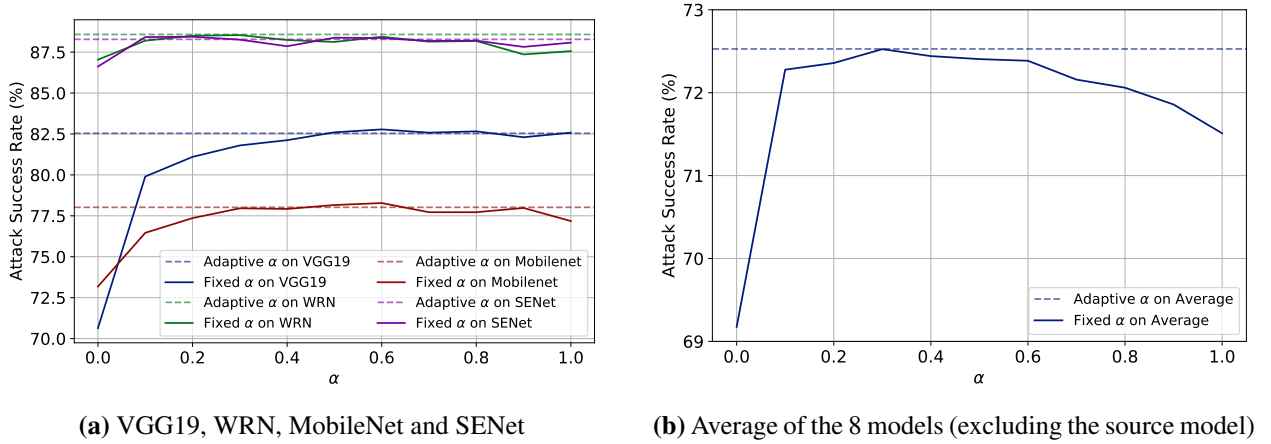 87.5
85.0
82.5
80.0
77.5
75.0
72.5
70.0
Attack Success Rate (%)
0.0 0.2 0.4 0.6 0.8 1.0
α
Adaptive α on VGG19
Fixed α on VGG19
Adaptive α on WRN
Fixed α on WRN
Adaptive α on Mobilenet
Fixed α on Mobilenet
Adaptive α on SENet
Fixed α on SENet
(a) VGG19, WRN, MobileNet and SENet
73
72
71
70
69
Attack Success Rate (%)
0.0 0.2 0.4 0.6 0.8 1.0
α
Adaptive α on Average
Fixed α on Average
(b) Average of the 8 models (excluding the source model)